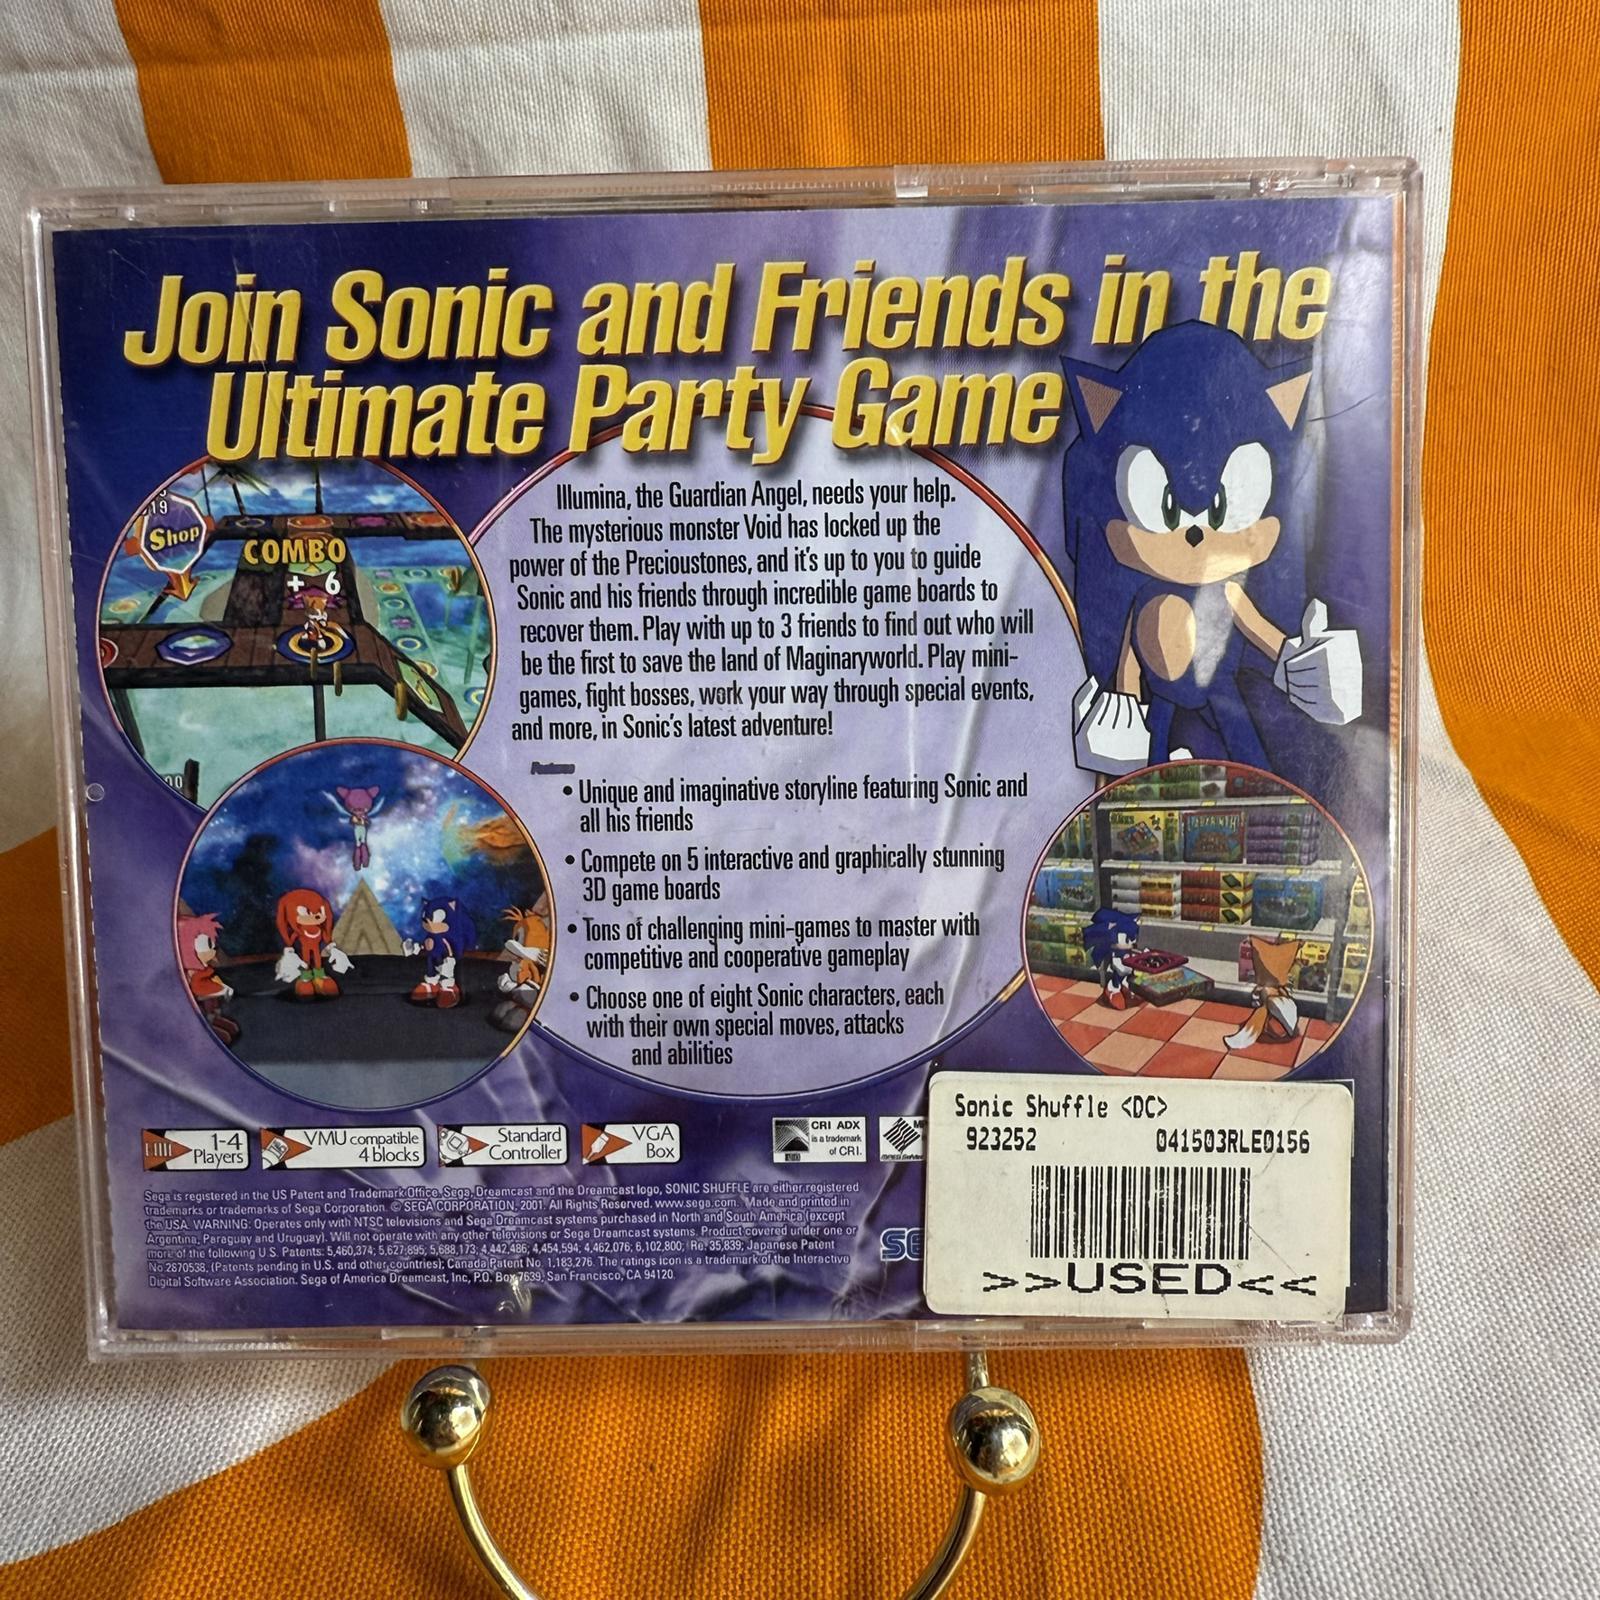 Join Sonic and Friends in the
Ultimate Party Game
19
Shop
COMBO
+ 6
Illumina, the Guardian Angel, needs your help.
The mysterious monster Void has locked up the
power of the Precioustones, and it's up to you to guide
Sonic and his friends through incredible game boards to
recover them. Play with up to 3 friends to find out who will
be the first to save the land of Maginaryworld. Play mini-
games, fight bosses, work your way through special events,
and more, in Sonic's latest adventure!
Features
• Unique and imaginative storyline featuring Sonic and
all his friends
• Compete on 5 interactive and graphically stunning
3D game boards
• Tons of challenging mini-games to master with
competitive and cooperative gameplay
• Choose one of eight Sonic characters, each
with their own special moves, attacks
and abilities
1-4
Players
VMU compatible
4 blocks
Standard
Controller
VGA
Box
CRI ADX
is a trademark
of CRI.
Sega is registered in the US Patent and Trademark Office. Sega, Dreamcast and the Dreamcast logo, SONIC SHUFFLE are either registered
trademarks or trademarks of Sega Corporation. © SEGA CORPORATION, 2001. All Rights Reserved. www.sega.com. Made and printed in
the USA. WARNING: Operates only with NTSC televisions and Sega Dreamcast systems purchased in North and South America (except
Argentina, Paraguay and Uruguay). Will not operate with any other televisions or Sega Dreamcast systems. Product covered under one or
more of the following U.S. Patents: 5,460,374; 5,627,895; 5,688,173; 4,442,486; 4,454,594; 4,462,076; 6,102,800; Re. 35,839; Japanese Patent
No. 2870538, (Patents pending in U.S. and other countries); Canada Patent No. 1,183,276. The ratings icon is a trademark of the Interactive
Digital Software Association. Sega of America Dreamcast, Inc, P.O. Box 7639, San Francisco, CA 94120.
SE
Sonic Shuffle <DC>
923252 041503RLE0156
>>USED<<